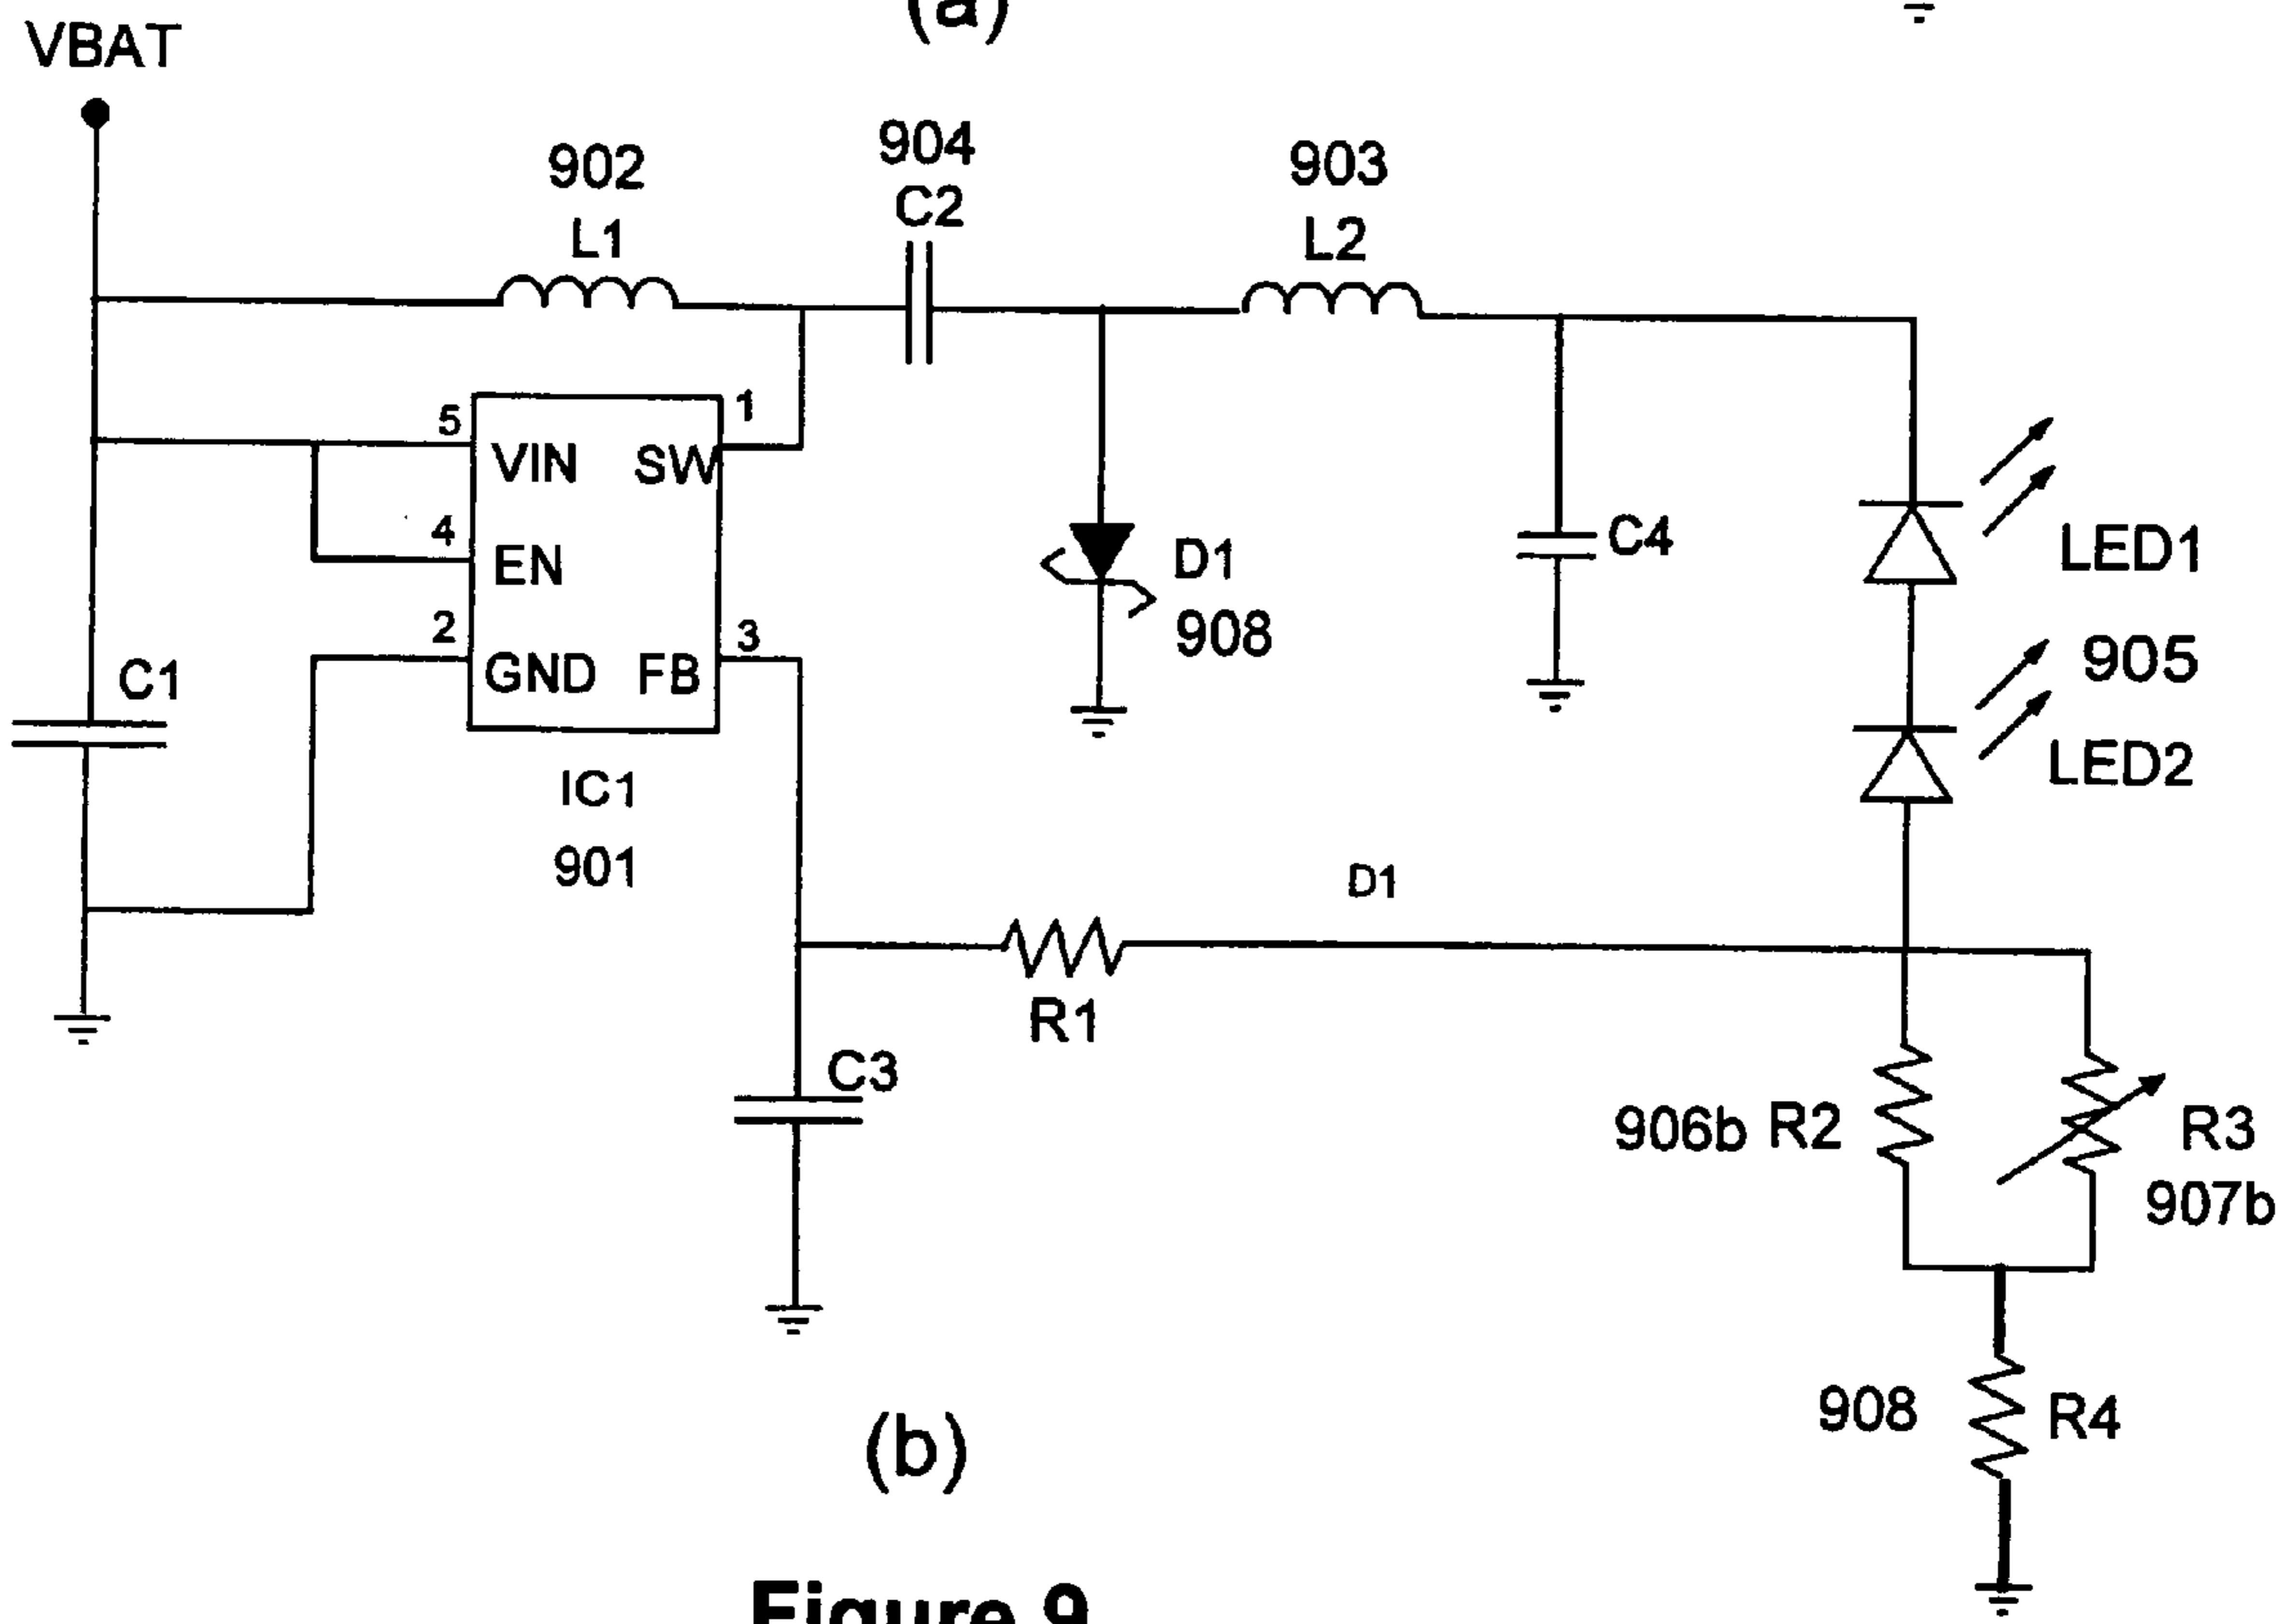 (a)
VBAT
902
L1
904
C2
903
L2
5
VIN
SW
1
4
EN
2
GND
FB
3
IC1
901
C1
D1
908
C4
LED1
905
LED2
D1
R1
C3
906b R2
R3
907b
908
R4
(b)
Figure 9